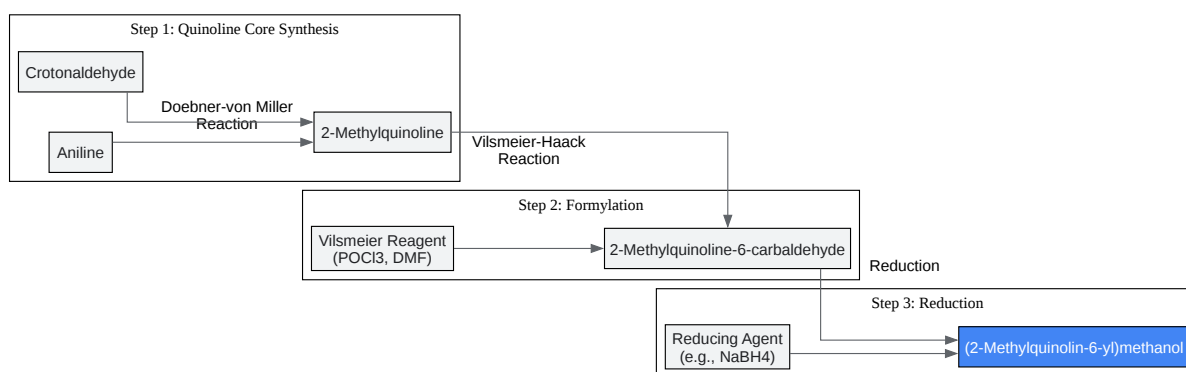 Step 1: Quinoline Core Synthesis
Crotonaldehyde
Doebner-von Miller
Reaction
Aniline
2-Methylquinoline
Vilsmeier-Haack
Reaction
Step 2: Formylation
Vilsmeier Reagent
(POCl3, DMF)
2-Methylquinoline-6-carbaldehyde
Reduction
Step 3: Reduction
Reducing Agent
(e.g., NaBH4)
(2-Methylquinolin-6-yl)methanol